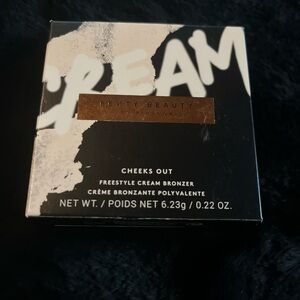 CREAM
FENTY BEAUTY
CHEEKS OUT
FREESTYLE CREAM BRONZER
CRÈME BRONZANTE POLYVALENTE
NET WT. / POIDS NET 6.23g / 0.22 OZ.